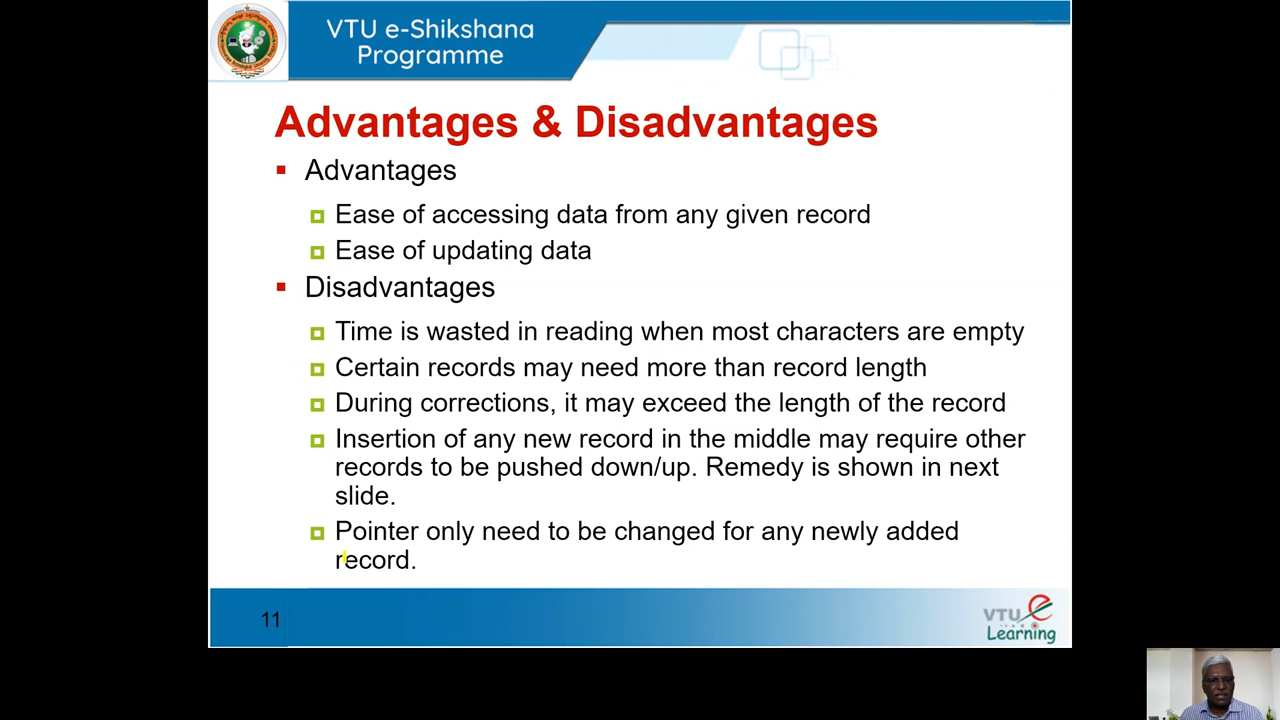 VTU e-Shikshana
Programme
Advantages & Disadvantages
Advantages
Ease of accessing data from any given record
Ease of updating data
Disadvantages
Time is wasted in reading when most characters are empty
Certain records may need more than record length
During corrections, it may exceed the length of the record
Insertion of any new record in the middle may require other
records to be pushed down/up. Remedy is shown in next
slide.
Pointer only need to be changed for any newly added
record.
11
VTU e
Learning